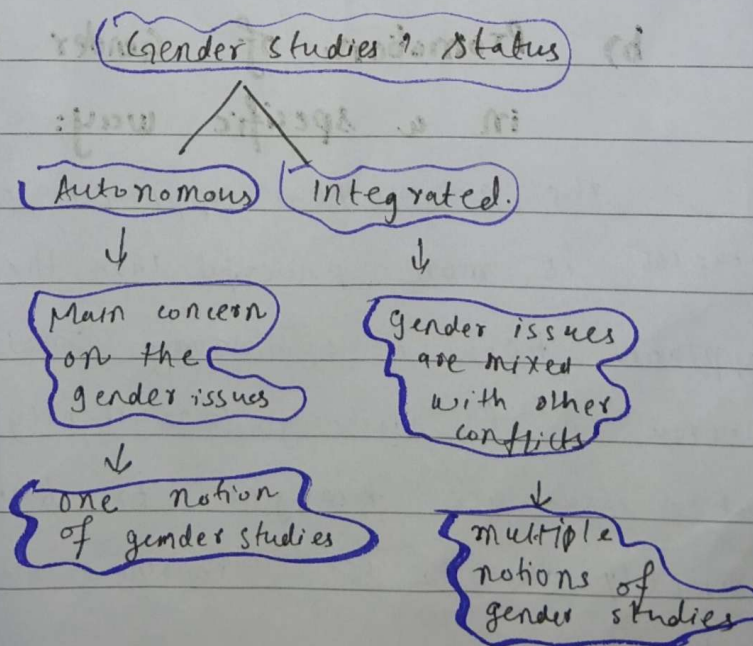 Gender studies & status
Autonomous
Integrated.
Main concern
on the
gender issues
gender issues
are mixed
with other
conflicts
one notion
of gemder studies
multiple
notions of
gender studies